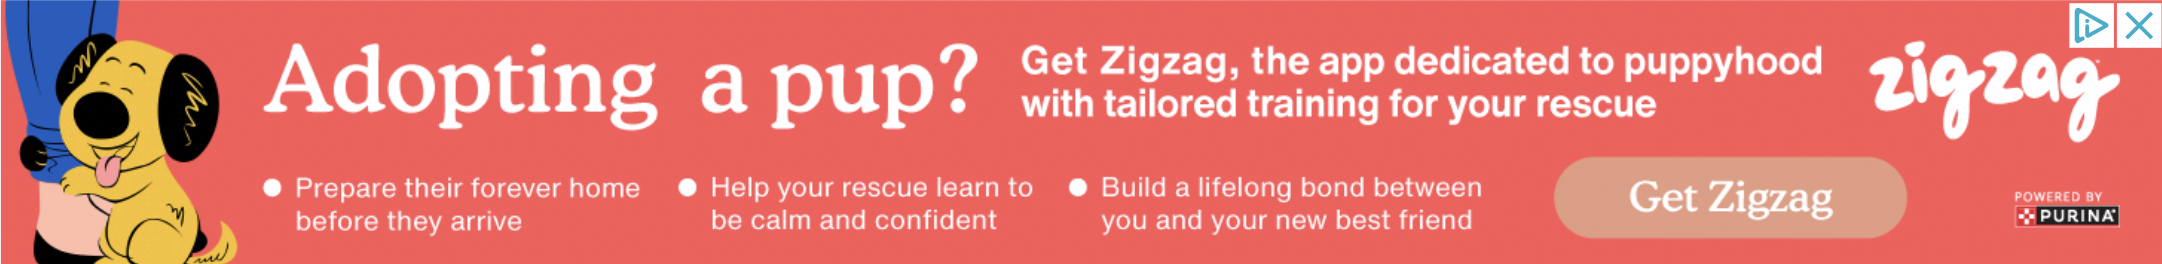 Adopting a pup?
Get Zigzag, the app dedicated to puppyhood
with tailored training for your rescue
zigzag
Prepare their forever home
before they arrive
Help your rescue learn to
be calm and confident
Build a lifelong bond between
you and your new best friend
Get Zigzag
POWERED BY
PURINA